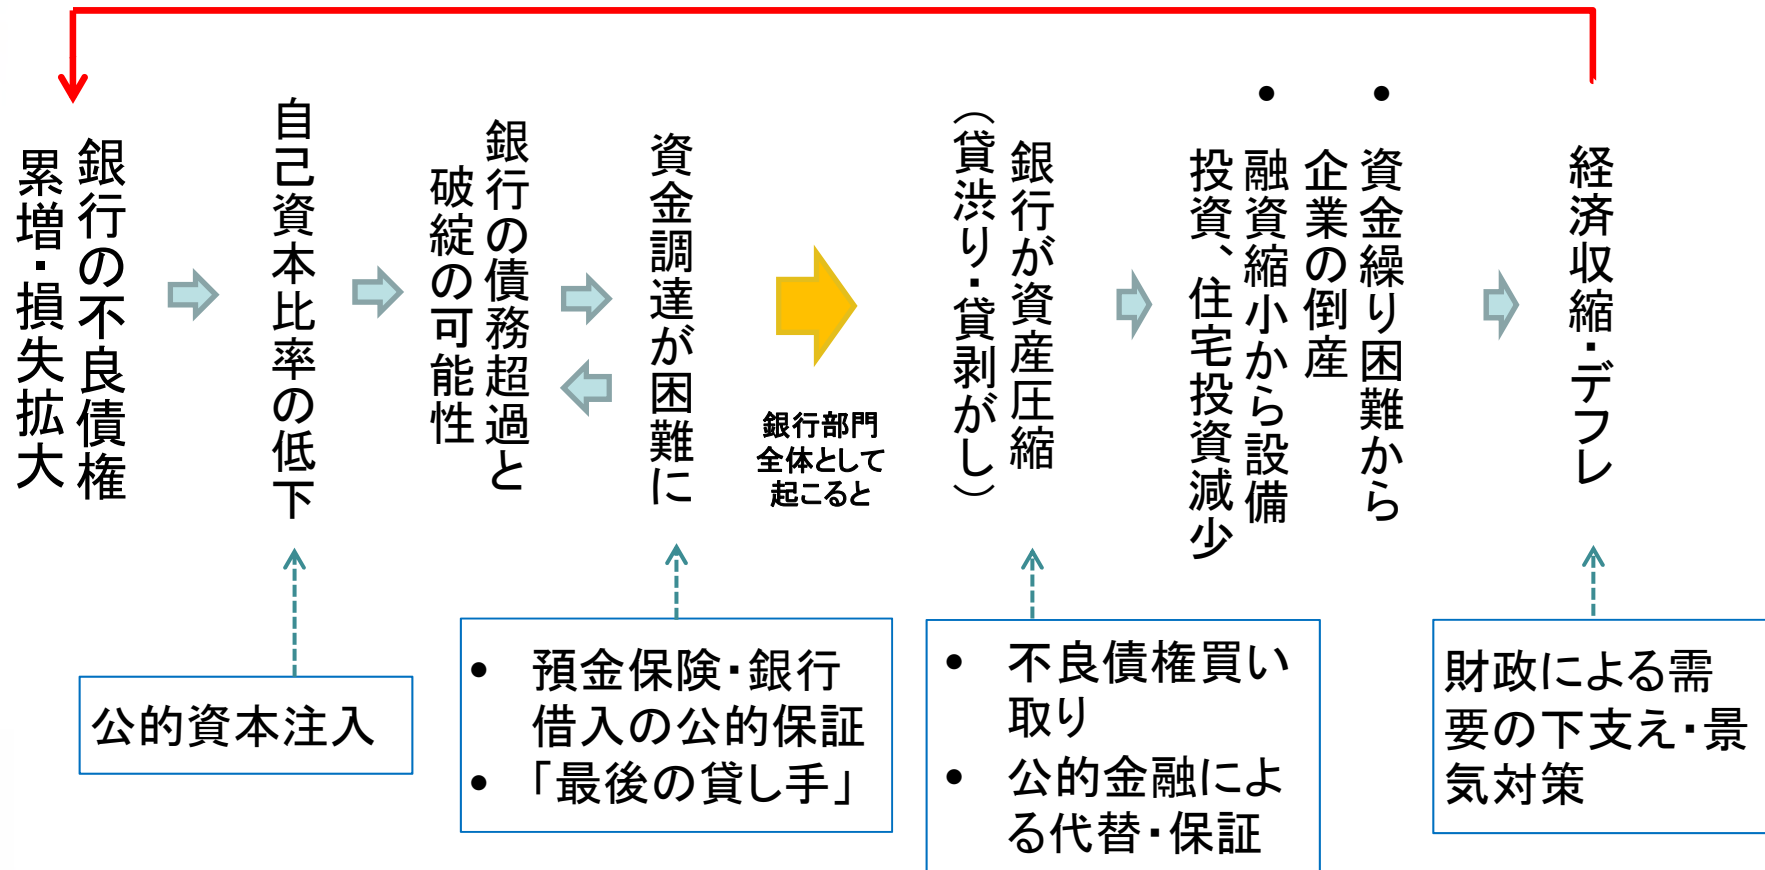 銀行の不良債権
累増・損失拡大
自己資本比率の低下
銀行の債務超過と
破綻の可能性
資金調達が困難に
銀行部門
全体として
起こると
銀行が資産圧縮
（貸渋り・貸剥がし）
• 資金繰り困難から
企業の倒産
• 融資縮小から設備
投資、住宅投資減少
経済収縮・デフレ
公的資本注入
• 預金保険・銀行
借入の公的保証
• 「最後の貸し手」
• 不良債権買い
取り
• 公的金融によ
る代替・保証
財政による需
要の下支え・景
気対策